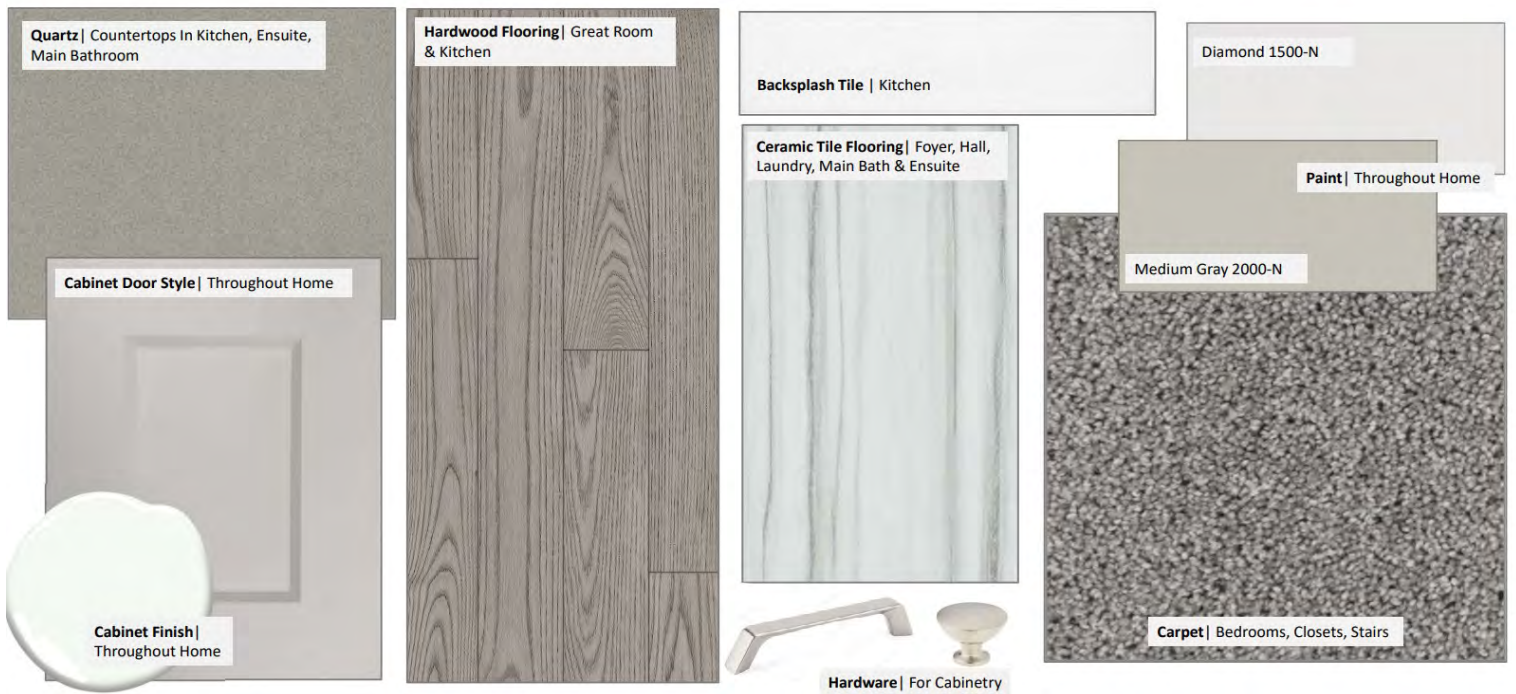 Quartz| Countertops In Kitchen, Ensuite,
Main Bathroom
Cabinet Door Style| Throughout Home
Cabinet Finish|
Throughout Home
Hardwood Flooring| Great Room
& Kitchen
Backsplash Tile | Kitchen
Ceramic Tile Flooring| Foyer, Hall,
Laundry, Main Bath & Ensuite
Hardware| For Cabinetry
Diamond 1500-N
Paint| Throughout Home
Medium Gray 2000-N
Carpet| Bedrooms, Closets, Stairs